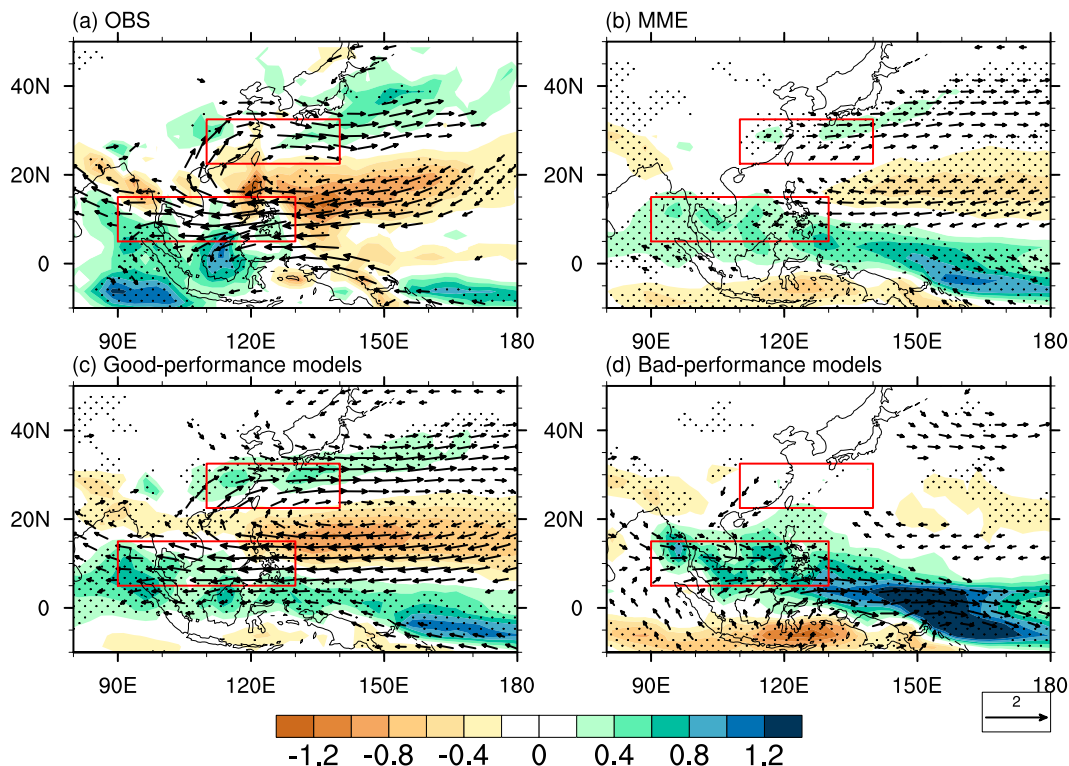 (a) OBS
(b) MME
40N
20N
0
90E 120E 150E 180
40N
20N
0
90E 120E 150E 180
(c) Good-performance models
(d) Bad-performance models
40N
20N
0
90E 120E 150E 180
40N
20N
0
90E 120E 150E 180
2
-1.2 -0.8 -0.4 0 0.4 0.8 1.2